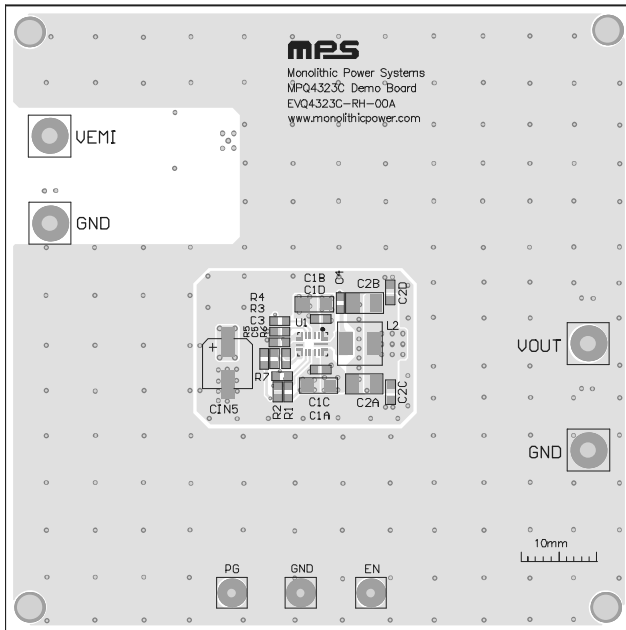 MPS
Monolithic Power Systems
MPQ4323C Demo Board
EVQ4323C-RH-00A
www.monolithicpower.com
VEMI
GND
C1B
C1D
C4
C2B
C2D
R4
R3
C3
R5
C5
R6
U1
L2
+
VOUT
R7
CIN5
R2
R1
C1C
C1A
C2A
C2C
GND
10mm
PG
GND
EN